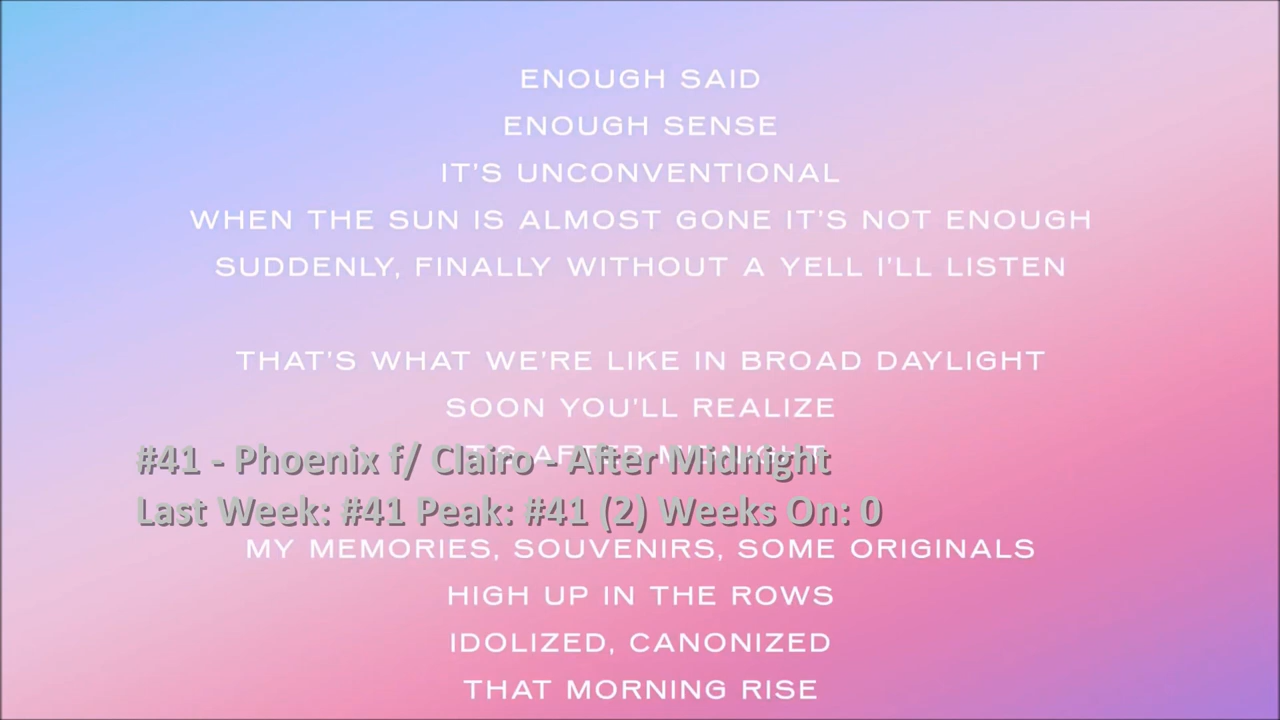 ENOUGH SAID
ENOUGH SENSE
IT'S UNCONVENTIONAL
WHEN THE SUN IS ALMOST GONE IT'S NOT ENOUGH
SUDDENLY, FINALLY WITHOUT A YELL I'LL LISTEN
THAT'S WHAT WE'RE LIKE IN BROAD DAYLIGHT
SOON YOU'LL REALIZE
IT'S AFTER MIDNIGHT
#41 - Phoenix f/ Clairo - After Midnight
Last Week: #41 Peak: #41 (2) Weeks On: 0
MY MEMORIES, SOUVENIRS, SOME ORIGINALS
HIGH UP IN THE ROWS
IDOLIZED, CANONIZED
THAT MORNING RISE